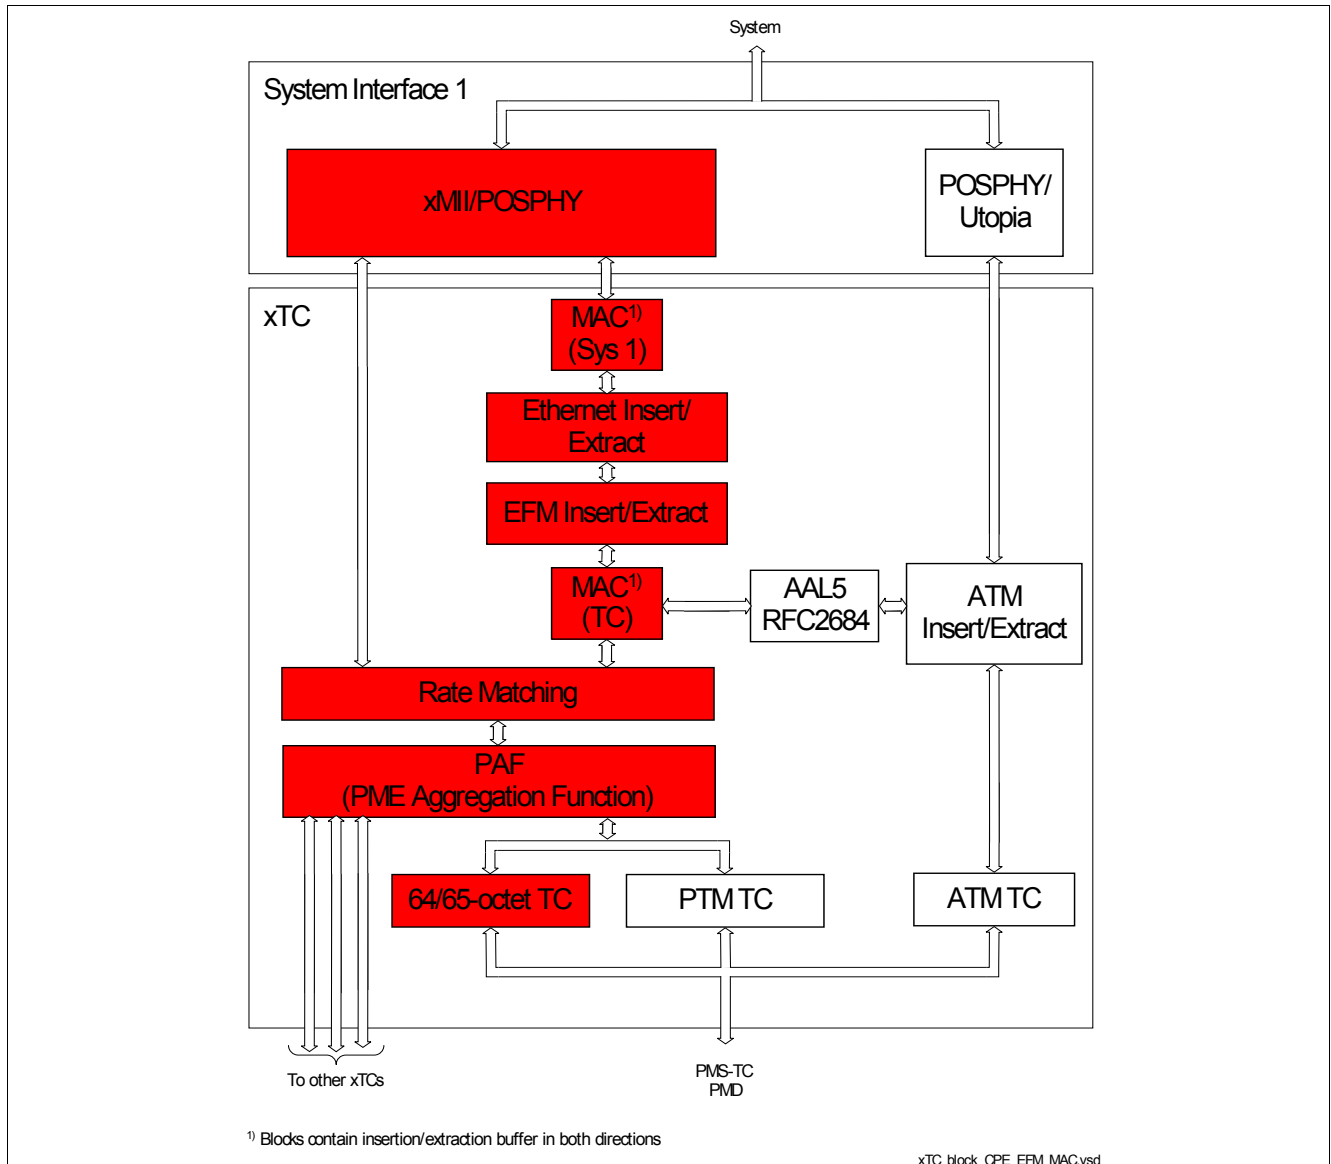 System
System Interface 1
xMII/POSPHY
POSPHY/
Utopia
xTC
MAC1)
(Sys 1)
Ethernet Insert/
Extract
EFM Insert/Extract
MAC1)
(TC)
AAL5
RFC2684
ATM
Insert/Extract
Rate Matching
PAF
(PME Aggregation Function)
64/65-octet TC
PTM TC
ATM TC
To other xTCs
PMS-TC
PMD
1) Blocks contain insertion/extraction buffer in both directions
xTC_block_CPE_EFM_MAC.vsd